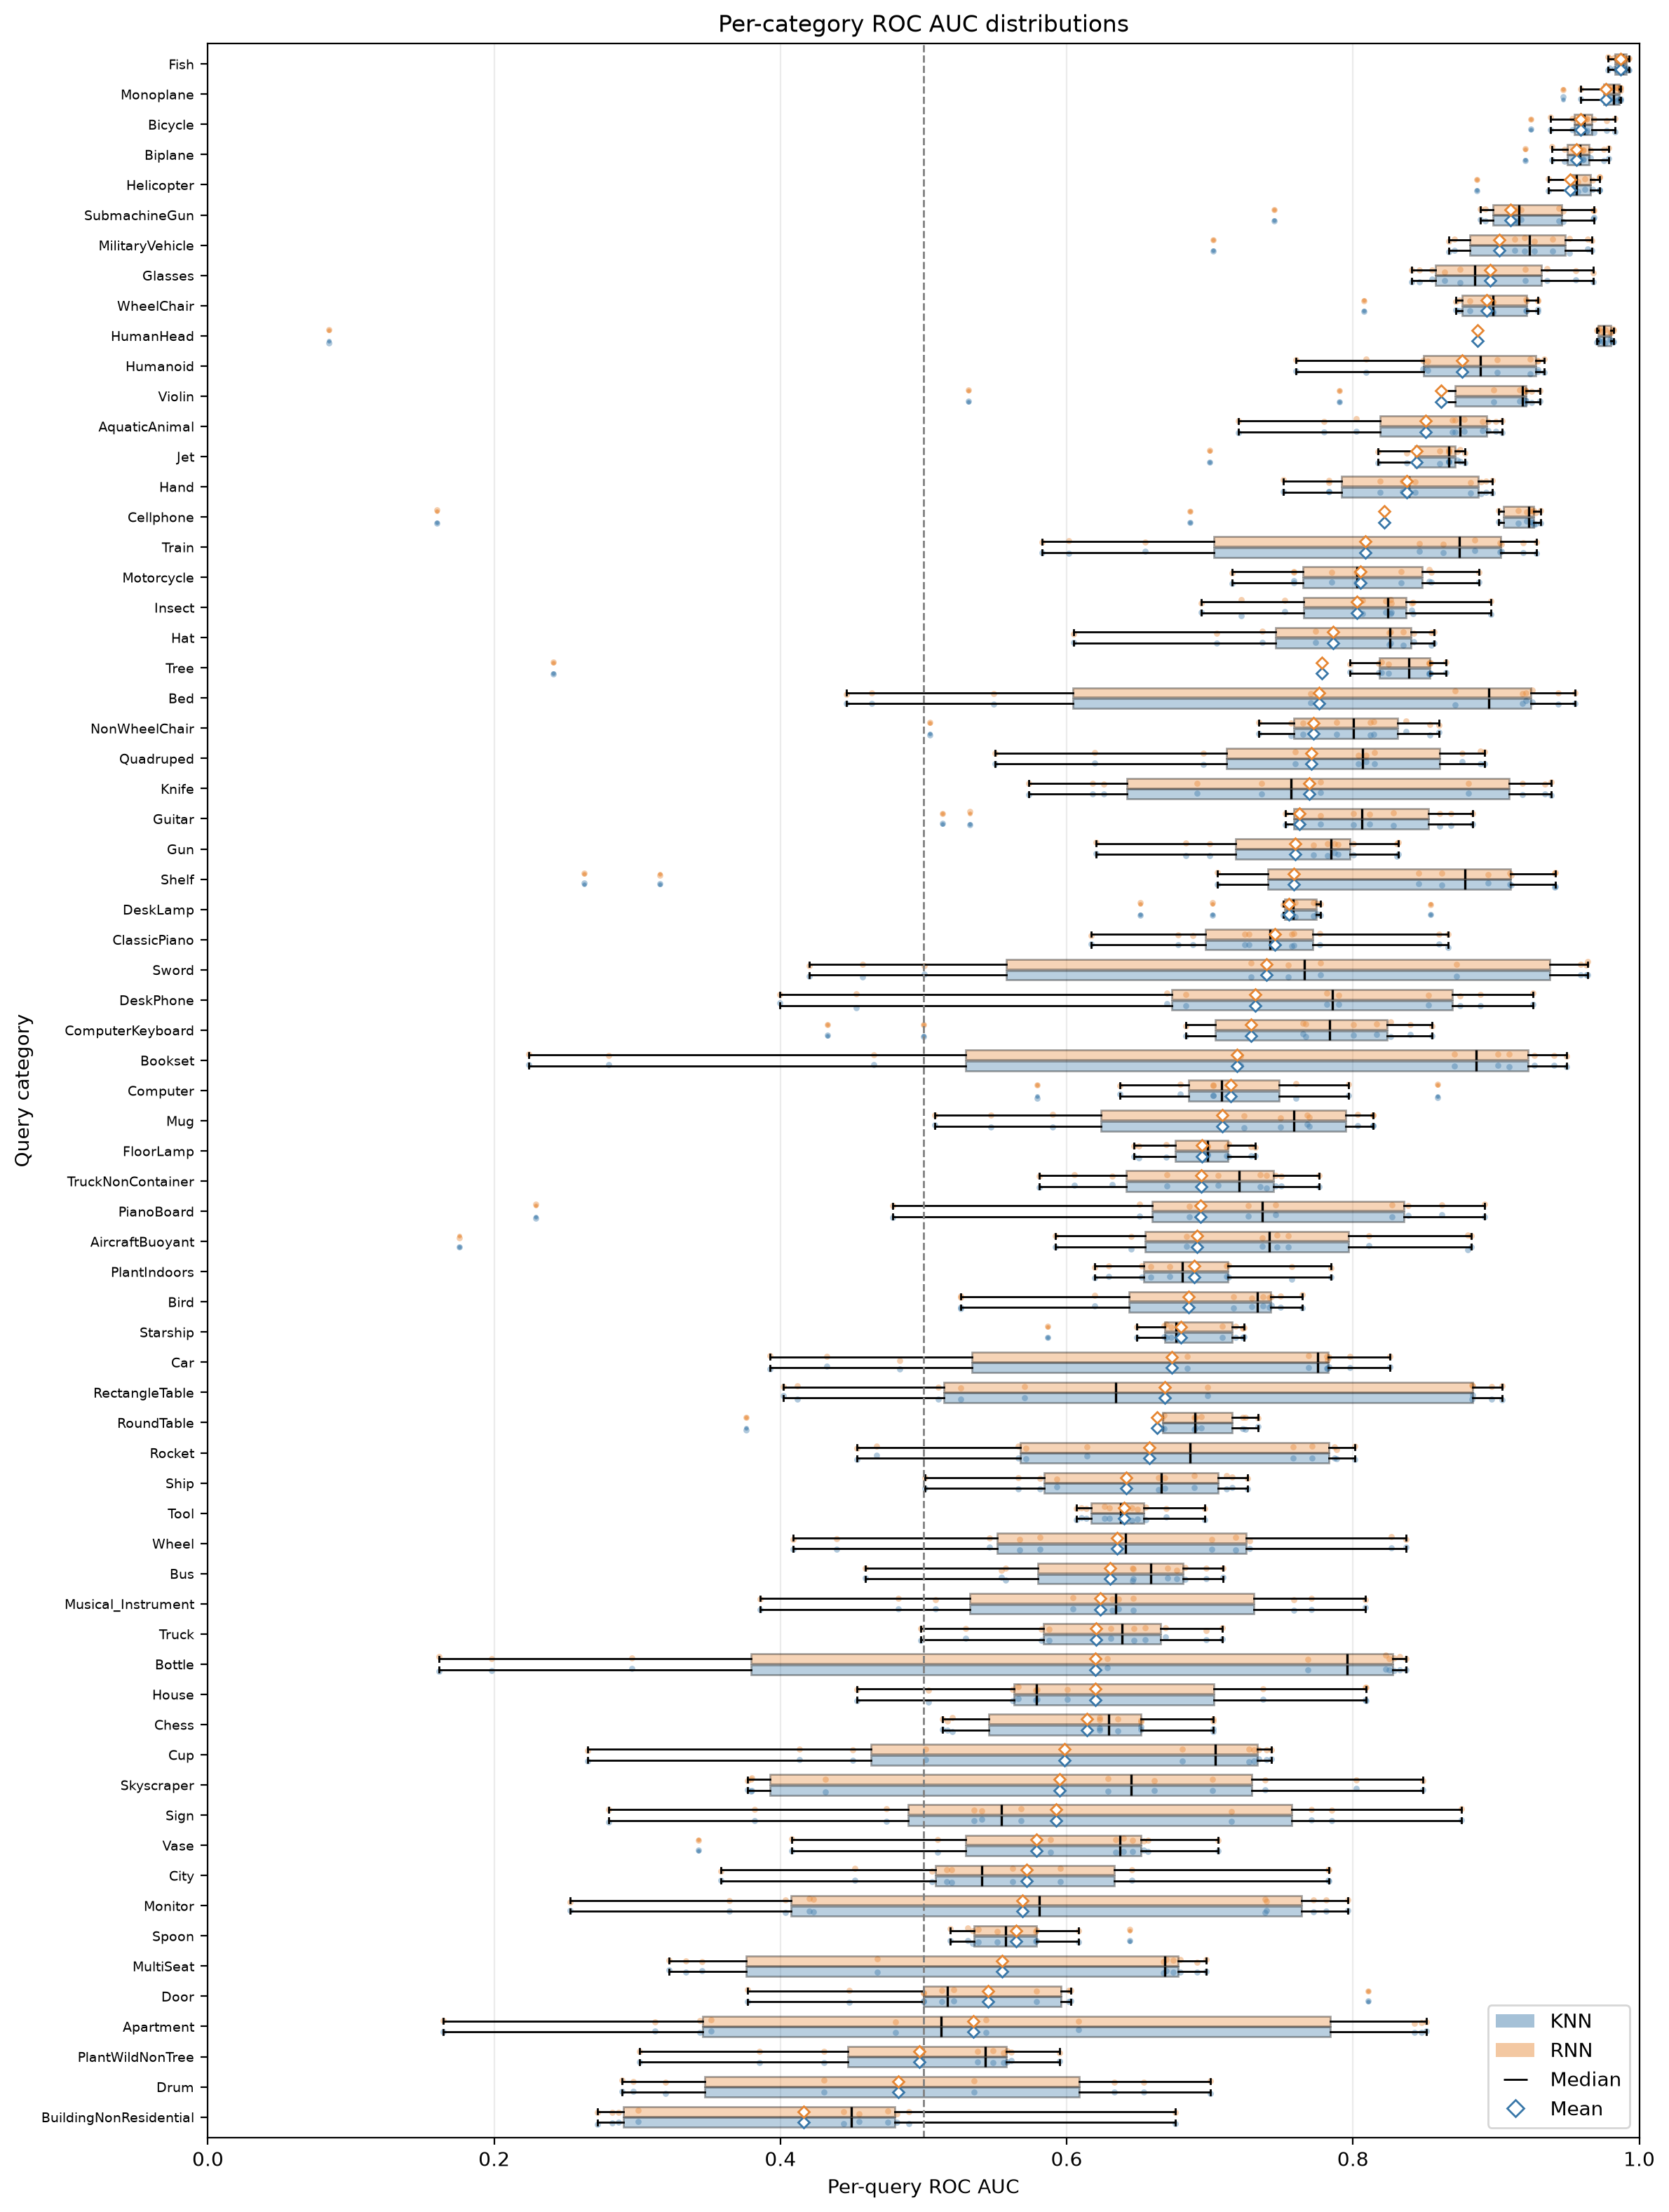 Per-category ROC AUC distributions
Fish
Monoplane
Bicycle
Biplane
Helicopter
SubmachineGun
MilitaryVehicle
Glasses
WheelChair
HumanHead
Humanoid
Violin
AquaticAnimal
Jet
Hand
Cellphone
Train
Motorcycle
Insect
Hat
Tree
Bed
NonWheelChair
Quadruped
Knife
Guitar
Gun
Shelf
DeskLamp
ClassicPiano
Sword
DeskPhone
ComputerKeyboard
Bookset
Computer
Mug
FloorLamp
TruckNonContainer
PianoBoard
AircraftBuoyant
PlantIndoors
Bird
Starship
Car
RectangleTable
RoundTable
Rocket
Ship
Tool
Wheel
Bus
Musical_Instrument
Truck
Bottle
House
Chess
Cup
Skyscraper
Sign
Vase
City
Monitor
Spoon
MultiSeat
Door
Apartment
PlantWildNonTree
Drum
BuildingNonResidential
Query category
0.0 0.2 0.4 0.6 0.8 1.0
Per-query ROC AUC
KNN
RNN
Median
Mean